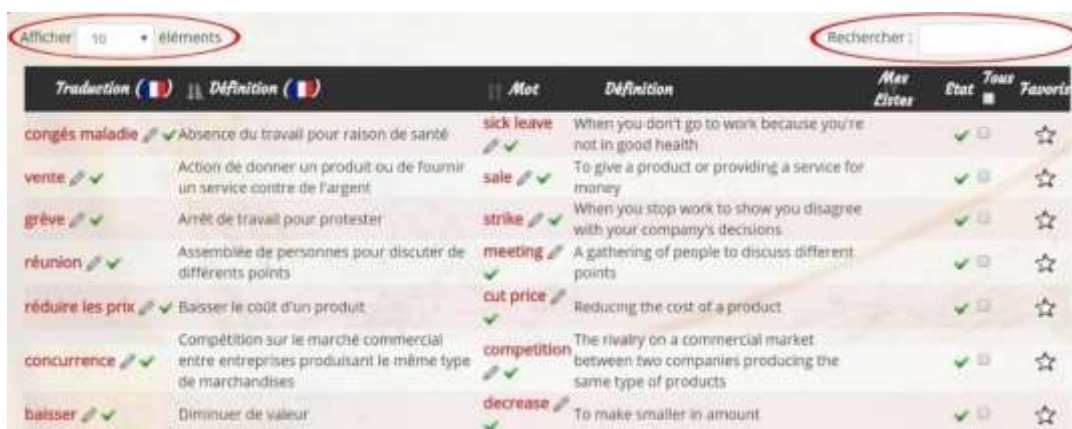 Afficher 10 éléments
Rechercher :
Traduction ( ) Définition ( ) Mot Définition Mes Listes Etat Tous Favoris
congés maladie Absence du travail pour raison de santé sick leave When you don't go to work because you're
not in good health
vente Action de donner un produit ou de fournir
un service contre de l'argent sale To give a product or providing a service for
money
grève Arrêt de travail pour protester strike When you stop work to show you disagree
with your company's decisions
réunion Assemblée de personnes pour discuter de
différents points meeting A gathering of people to discuss different
points
réduire les prix Baisser le coût d'un produit cut price Reducing the cost of a product
concurrence Compétition sur le marché commercial
entre entreprises produisant le même type
de marchandises competition The rivalry on a commercial market
between two companies producing the
same type of products
baisser Diminuer de valeur decrease To make smaller in amount